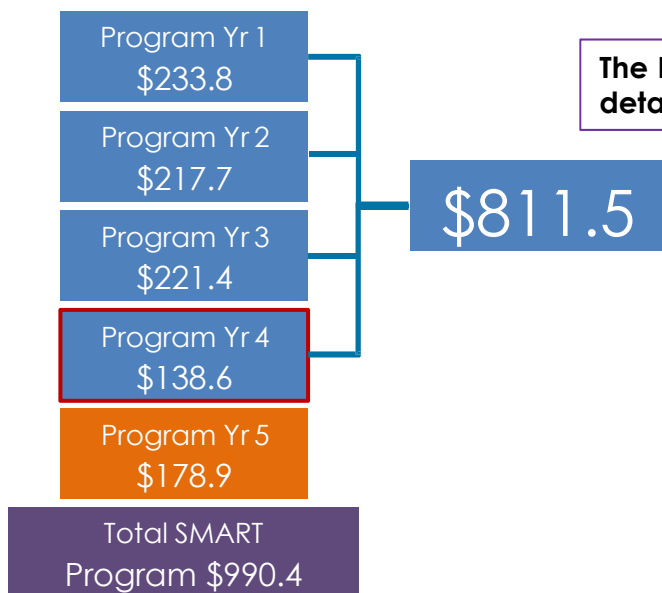 Program Yr 1
$233.8
Program Yr 2
$217.7
Program Yr 3
$221.4
Program Yr 4
$138.6
Program Yr 5
$178.9
Total SMART
Program $990.4
$811.5
The